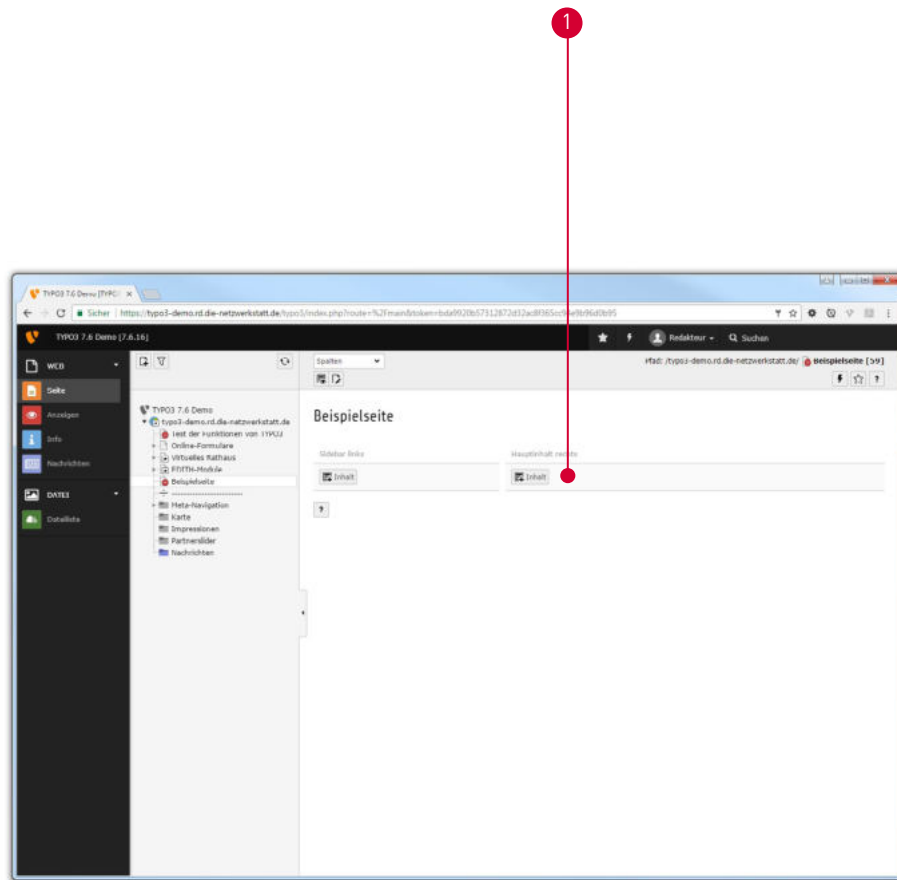 1
TYPO3 7.6 Demo [TYPO
Sicher | https://typo3-demo.rd.die-netzwerkstatt.de/typo3/index.php?route=%2Fmain&token=
TYPO3 7.6 Demo [7.6.16]
Redakteur
Suchen
WEB
Seite
Anzeigen
Info
Nachrichten
DATEI
Dateiliste
TYPO3 7.6 Demo
typo3-demo.rd.die-netzwerkstatt.de
Test der Funktionen von TYPO3
Online-Formulare
Virtuelles Rathaus
EDITH-Module
Beispielseite
------------------------
Meta-Navigation
Karte
Impressionen
Partnerslider
Nachrichten
Spalten
Pfad: /typo3-demo.rd.die-netzwerkstatt.de/ Beispielseite [59]
?
Beispielseite
Sidebar links
Hauptinhalt rechts
Inhalt
Inhalt
?